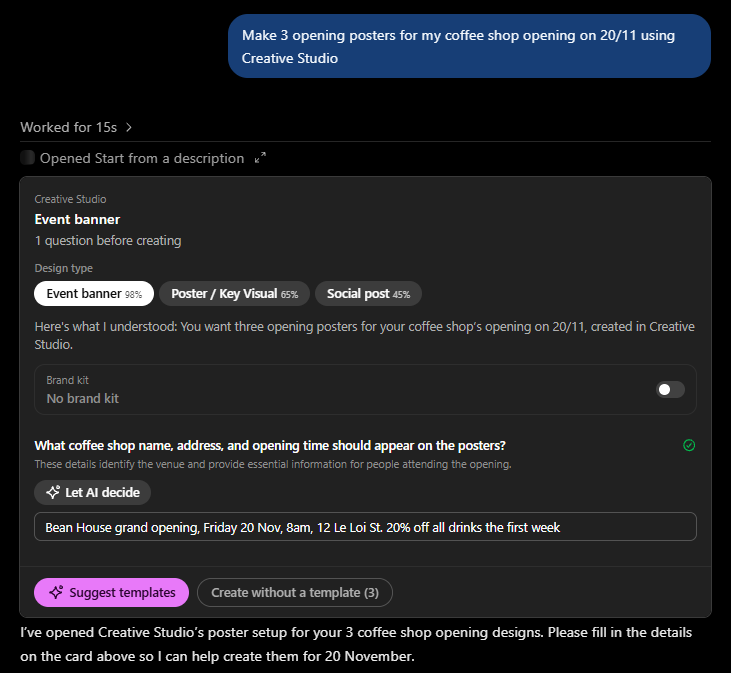 Make 3 opening posters for my coffee shop opening on 20/11 using
Creative Studio
Worked for 15s
Opened Start from a description
Creative Studio
Event banner
1 question before creating
Design type
Event banner 98% Poster / Key Visual 65% Social post 45%
Here's what I understood: You want three opening posters for your coffee shop's opening on 20/11, created in Creative
Studio.
Brand kit
No brand kit
What coffee shop name, address, and opening time should appear on the posters?
These details identify the venue and provide essential information for people attending the opening.
Let AI decide
Bean House grand opening, Friday 20 Nov, 8am, 12 Le Loi St. 20% off all drinks the first week
Suggest templates Create without a template (3)
I've opened Creative Studio's poster setup for your 3 coffee shop opening designs. Please fill in the details
on the card above so I can help create them for 20 November.